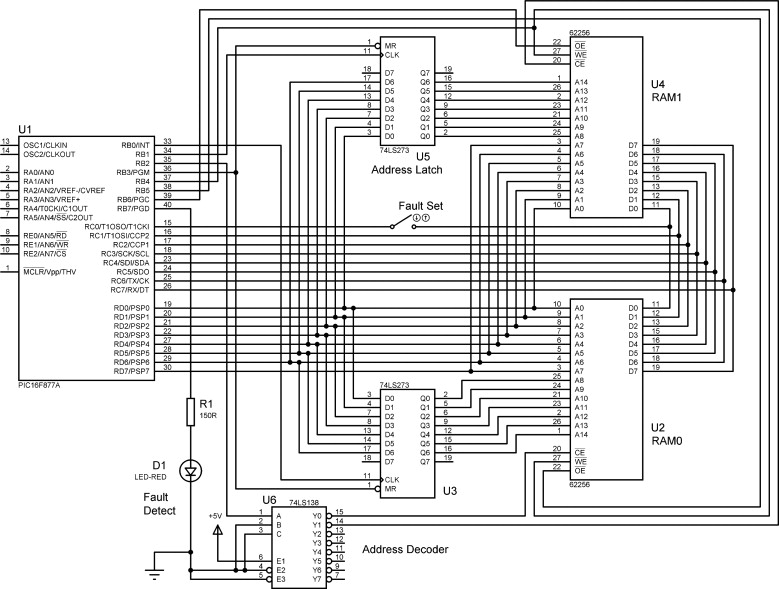 U1
13 OSC1/CLKIN RB0/INT 33
14 OSC2/CLKOUT RB1 34
RB2 35
2 RA0/AN0 RB3/PGM 36
3 RA1/AN1 RB4 37
4 RA2/AN2/VREF-/CVREF RB5 38
5 RA3/AN3/VREF+ RB6/PGC 39
6 RA4/T0CKI/C1OUT RB7/PGD 40
7 RA5/AN4/SS/C2OUT
RC0/T1OSO/T1CKI 15
8 RE0/AN5/RD RC1/T1OSI/CCP2 16
9 RE1/AN6/WR RC2/CCP1 17
10 RE2/AN7/CS RC3/SCK/SCL 18
RC4/SDI/SDA 23
1 MCLR/Vpp/THV RC5/SDO 24
RC6/TX/CK 25
RC7/RX/DT 26
RD0/PSP0 19
RD1/PSP1 20
RD2/PSP2 21
RD3/PSP3 22
RD4/PSP4 27
RD5/PSP5 28
RD6/PSP6 29
RD7/PSP7 30
PIC16F877A
1 MR
11 CLK
18 D7 Q7 19
17 D6 Q6 16
14 D5 Q5 15
13 D4 Q4 12
8 D3 Q3 9
7 D2 Q2 6
4 D1 Q1 5
3 D0 Q0 2
74LS273
U5
Address Latch
Fault Set
62256
22 OE
27 WE
20 CE
U4
RAM1
1 A14
26 A13
2 A12
23 A11
21 A10
24 A9
25 A8
3 A7 D7 19
4 A6 D6 18
5 A5 D5 17
6 A4 D4 16
7 A3 D3 15
8 A2 D2 13
9 A1 D1 12
10 A0 D0 11
10 A0 D0 11
9 A1 D1 12
8 A2 D2 13
7 A3 D3 15
6 A4 D4 16
5 A5 D5 17
4 A6 D6 18
3 A7 D7 19
25 A8
24 A9
21 A10
23 A11
2 A12
26 A13
1 A14
20 CE
27 WE
22 OE
62256
U2
RAM0
74LS273
3 D0 Q0 2
4 D1 Q1 5
7 D2 Q2 6
8 D3 Q3 9
13 D4 Q4 12
14 D5 Q5 15
17 D6 Q6 16
18 D7 Q7 19
11 CLK
1 MR
U3
R1
150R
D1
LED-RED
Fault
Detect
+5V
U6
74LS138
1 A Y0 15
2 B Y1 14
3 C Y2 13
Y3 12
Y4 11
6 E1 Y5 10
4 E2 Y6 9
5 E3 Y7 7
Address Decoder